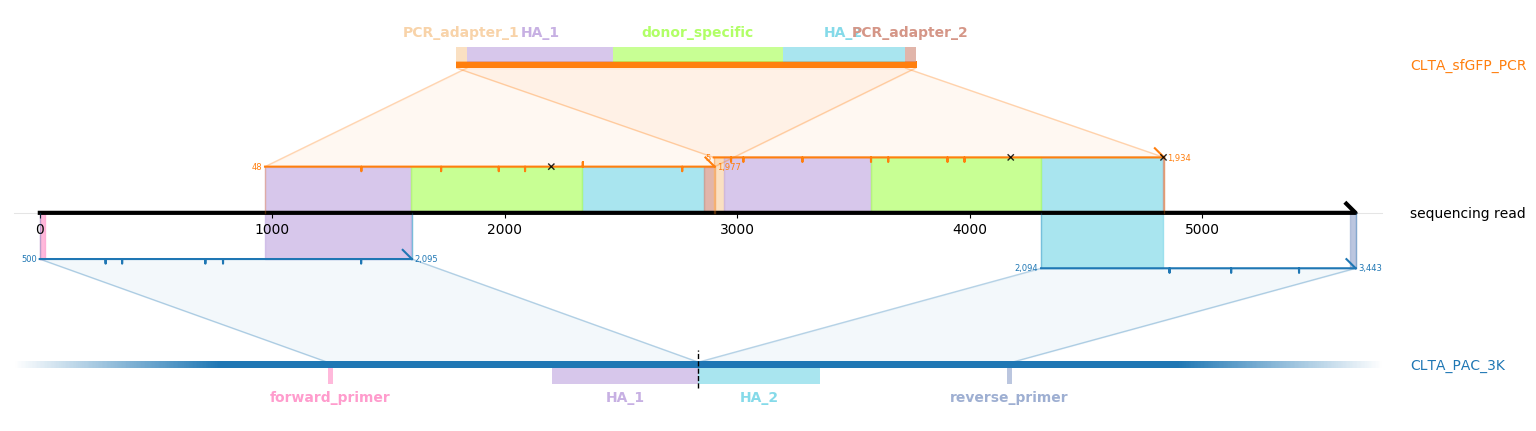 PCR_adapter_1 HA_1 donor_specific HA_2 PCR_adapter_2
CLTA_sfGFP_PCR
48 1,977 5 1,934
0 1000 2000 3000 4000 5000 sequencing read
500 2,095 2,094 3,443
CLTA_PAC_3K
forward_primer HA_1 HA_2 reverse_primer